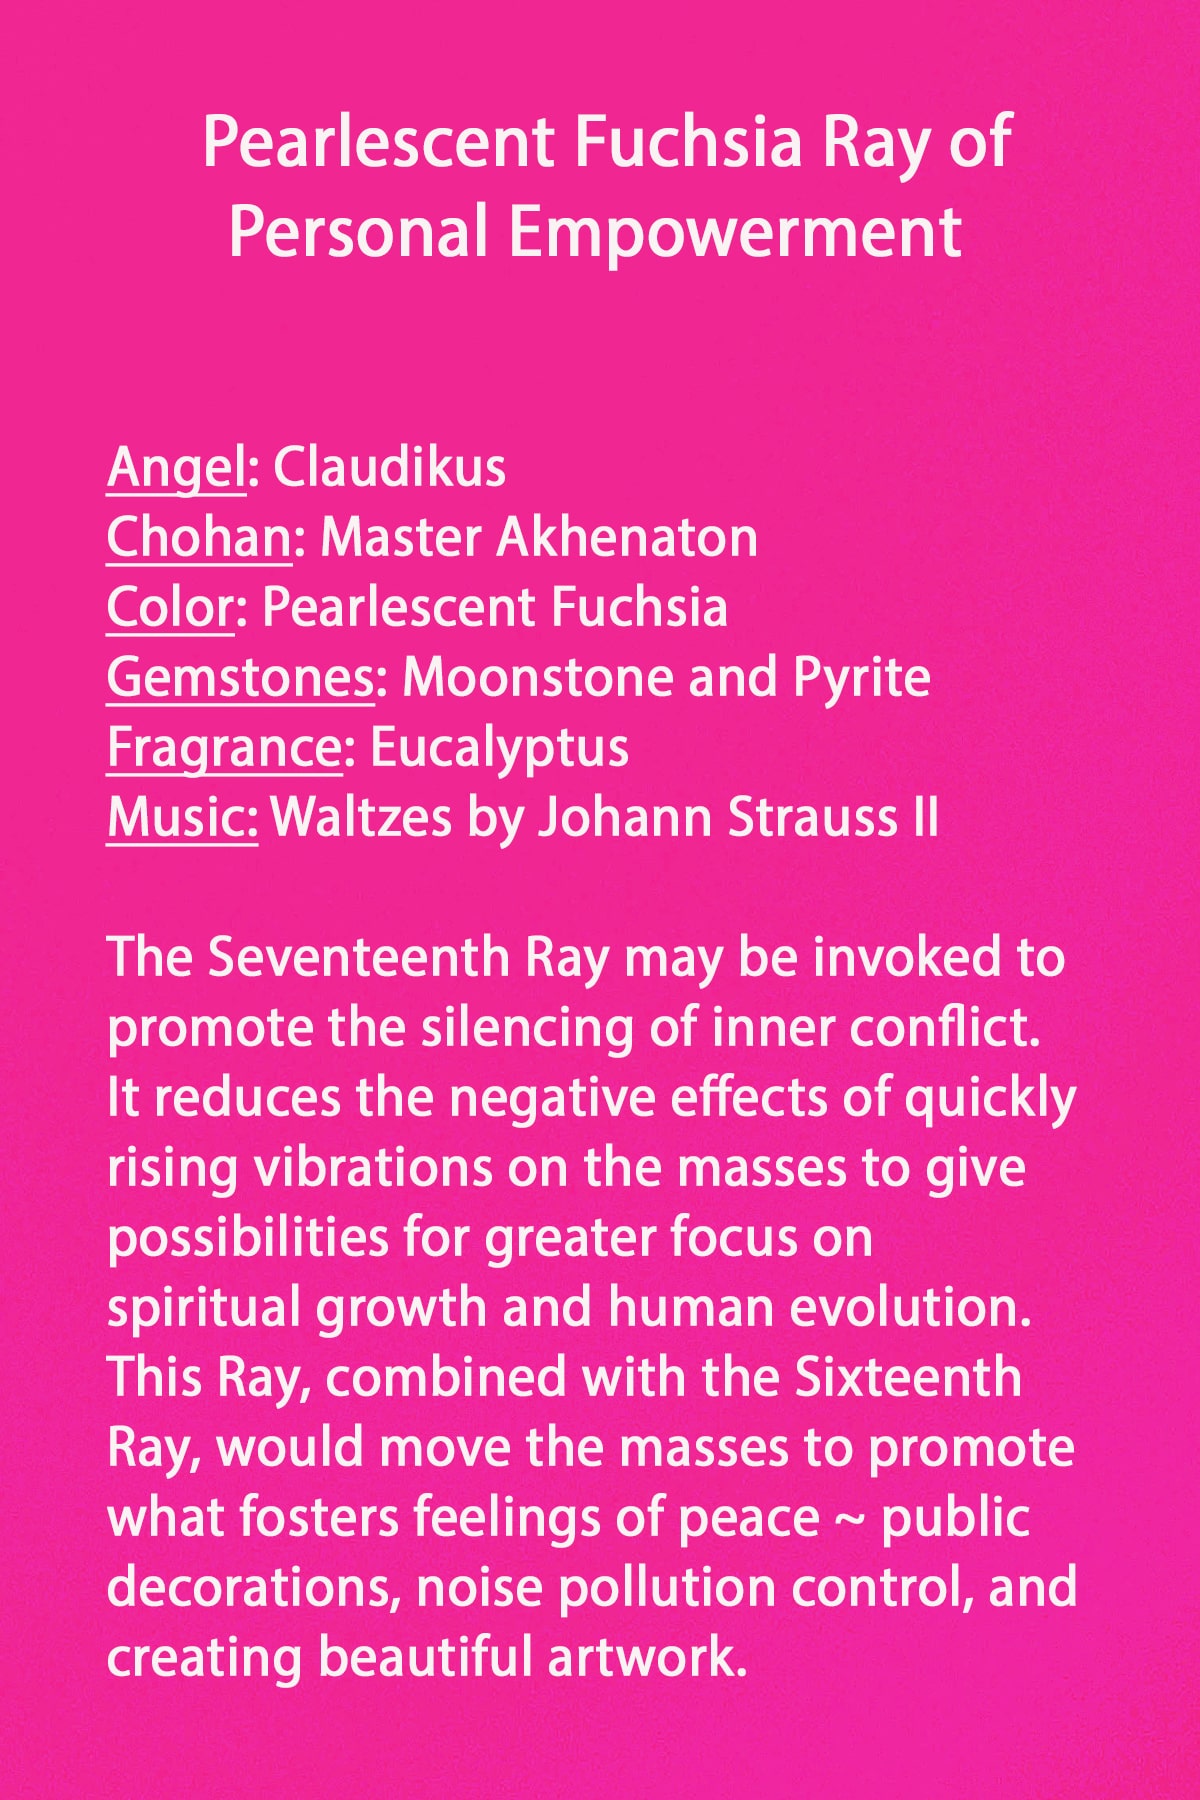 Pearlescent Fuchsia Ray of
Personal Empowerment
Angel: Claudikus
Chohan: Master Akhenaton
Color: Pearlescent Fuchsia
Gemstones: Moonstone and Pyrite
Fragrance: Eucalyptus
Music: Waltzes by Johann Strauss II
The Seventeenth Ray may be invoked to
promote the silencing of inner conflict.
It reduces the negative effects of quickly
rising vibrations on the masses to give
possibilities for greater focus on
spiritual growth and human evolution.
This Ray, combined with the Sixteenth
Ray, would move the masses to promote
what fosters feelings of peace ~ public
decorations, noise pollution control, and
creating beautiful artwork.